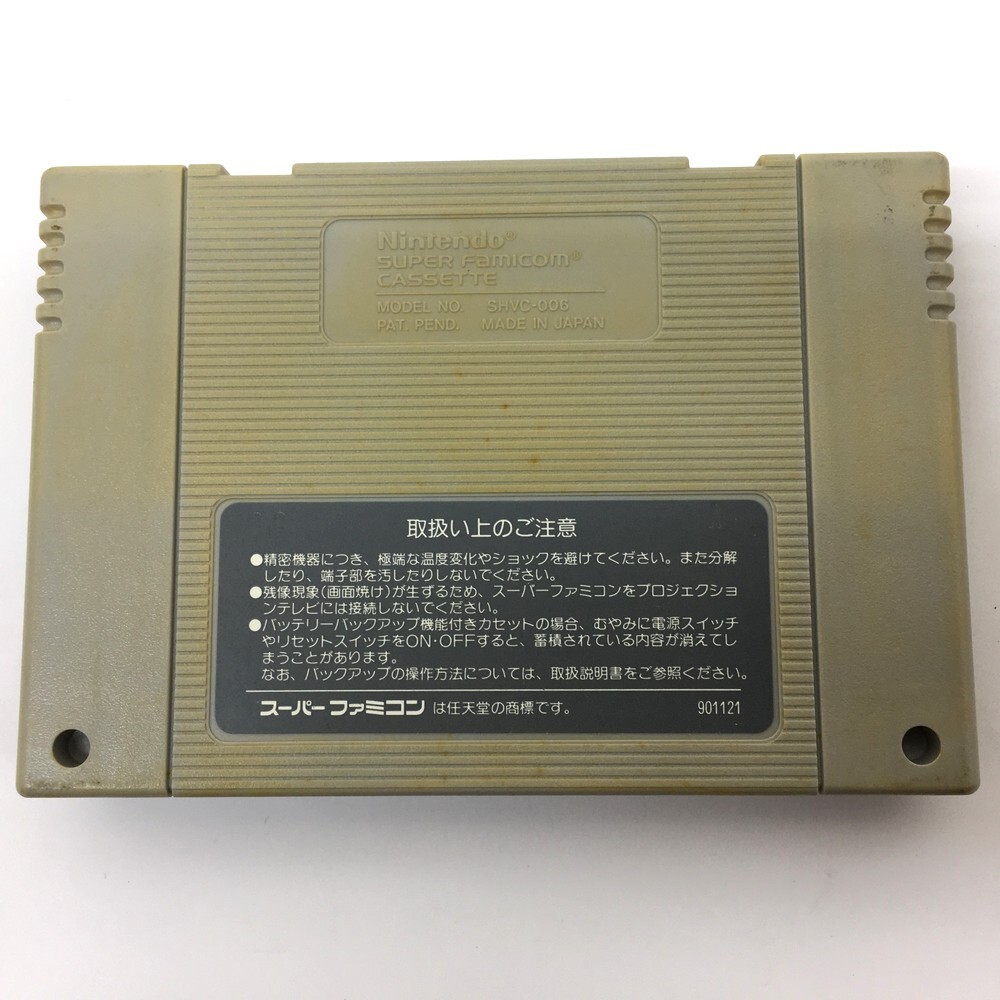 Nintendo®
SUPER FAMICOM®
CASSETTE
MODEL NO. SHVC-006
PAT. PEND. MADE IN JAPAN
取扱い上のご注意
●精密機器につき、極端な温度変化やショックを避けてください。また分解
したり、端子部を汚したりしないでください。
●残像現象(画面焼け)が生ずるため、スーパーファミコンをプロジェクショ
ンテレビには接続しないでください。
●バッテリーバックアップ機能付きカセットの場合、むやみに電源スイッチ
やリセットスイッチをON・OFFすると、蓄積されている内容が消えてし
まうことがあります。
なお、バックアップの操作方法については、取扱説明書をご参照ください。
スーパーファミコン は任天堂の商標です。 901121